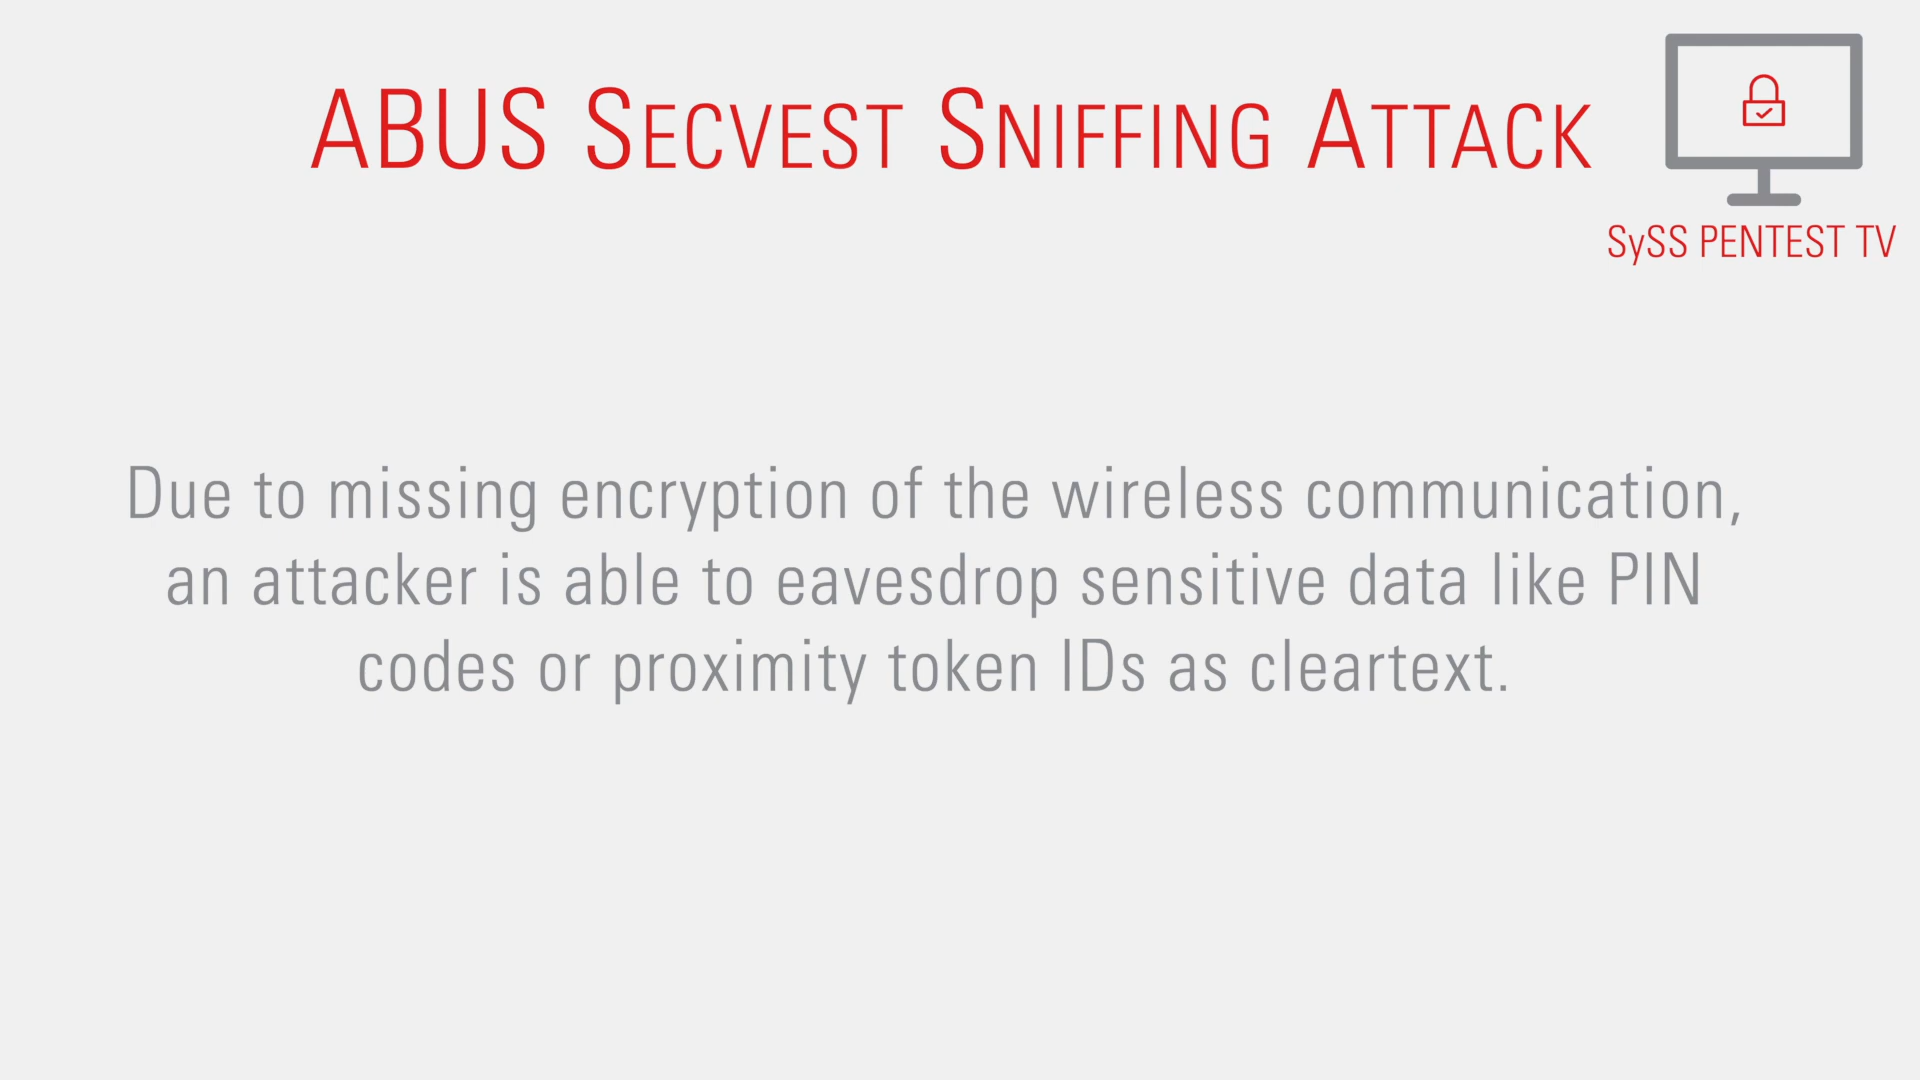 ABUS SECVEST SNIFFING ATTACK
SySS PENTEST TV
Due to missing encryption of the wireless communication,
an attacker is able to eavesdrop sensitive data like PIN
codes or proximity token IDs as cleartext.